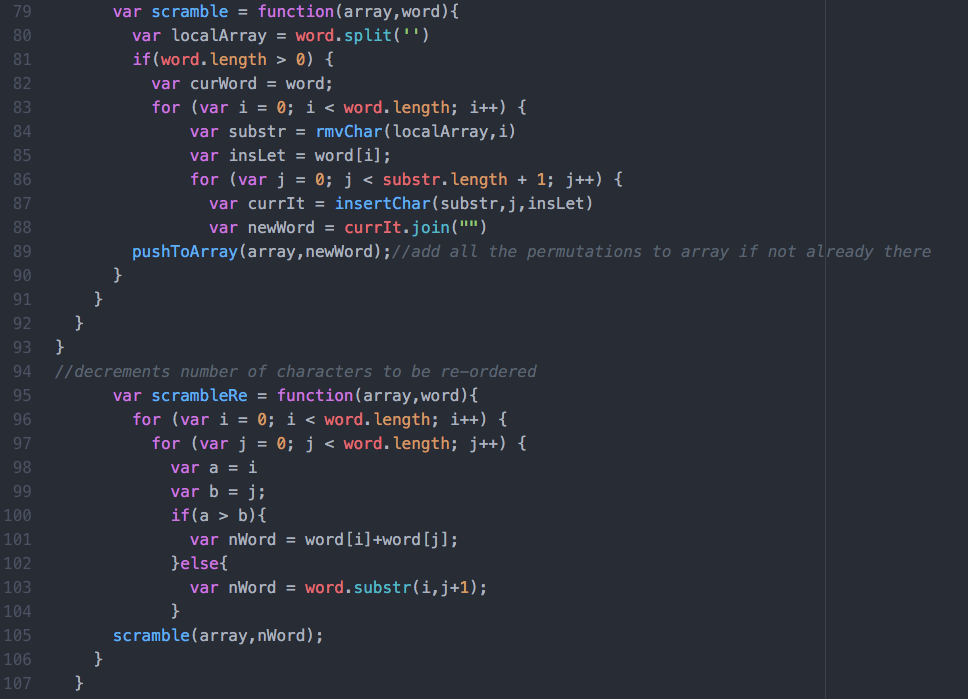 79 var scramble = function(array,word){
80 var localArray = word.split('')
81 if(word.length > 0) {
82 var curWord = word;
83 for (var i = 0; i < word.length; i++) {
84 var substr = rmvChar(localArray,i)
85 var insLet = word[i];
86 for (var j = 0; j < substr.length + 1; j++) {
87 var currIt = insertChar(substr,j,insLet)
88 var newWord = currIt.join("")
89 pushToArray(array,newWord);//add all the permutations to array if not already there
90 }
91 }
92 }
93 }
94 //decrements number of characters to be re-ordered
95 var scrambleRe = function(array,word){
96 for (var i = 0; i < word.length; i++) {
97 for (var j = 0; j < word.length; j++) {
98 var a = i
99 var b = j;
100 if(a > b){
101 var nWord = word[i]+word[j];
102 }else{
103 var nWord = word.substr(i,j+1);
104 }
105 scramble(array,nWord);
106 }
107 }